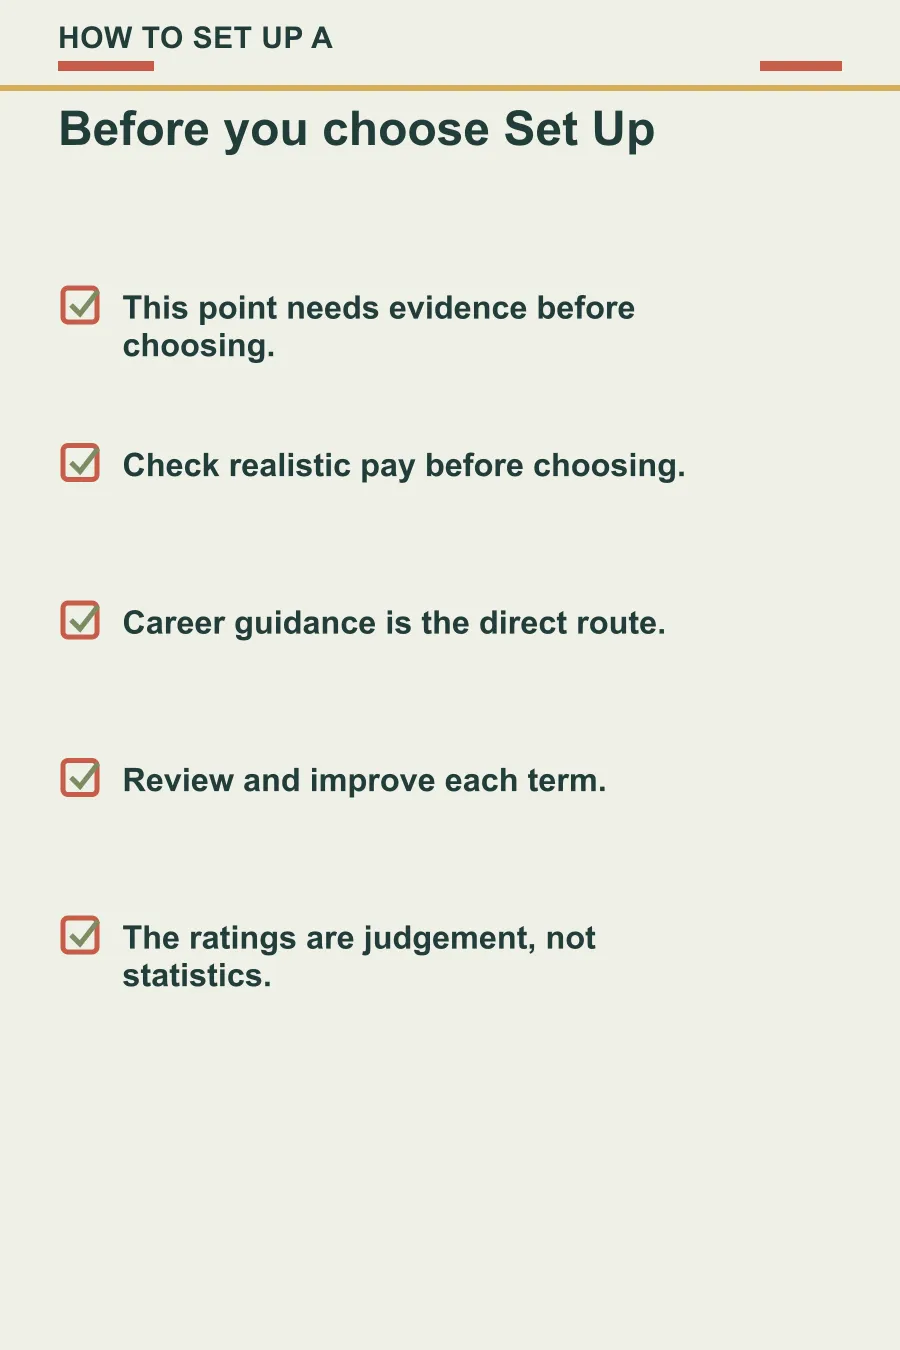 HOW TO SET UP A
Before you choose Set Up
This point needs evidence before
choosing.
Check realistic pay before choosing.
Career guidance is the direct route.
Review and improve each term.
The ratings are judgement, not
statistics.